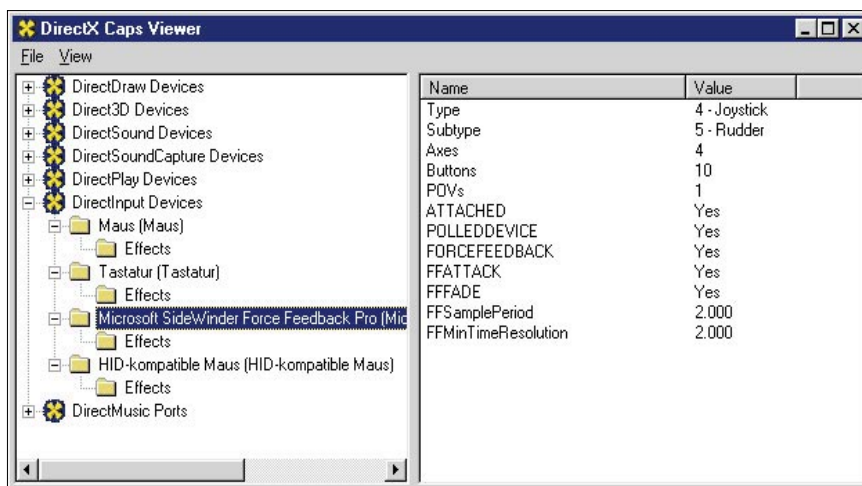 DirectX Caps Viewer
File View
DirectDraw Devices
Direct3D Devices
DirectSound Devices
DirectSoundCapture Devices
DirectPlay Devices
DirectInput Devices
Maus (Maus)
Effects
Tastatur (Tastatur)
Effects
Microsoft SideWinder Force Feedback Pro (Mic
Effects
HID-kompatible Maus (HID-kompatible Maus)
Effects
DirectMusic Ports
Name Value
Type 4 - Joystick
Subtype 5 - Rudder
Axes 4
Buttons 10
POVs 1
ATTACHED Yes
POLLEDDEVICE Yes
FORCEFEEDBACK Yes
FFATTACK Yes
FFFADE Yes
FFSamplePeriod 2.000
FFMinTimeResolution 2.000